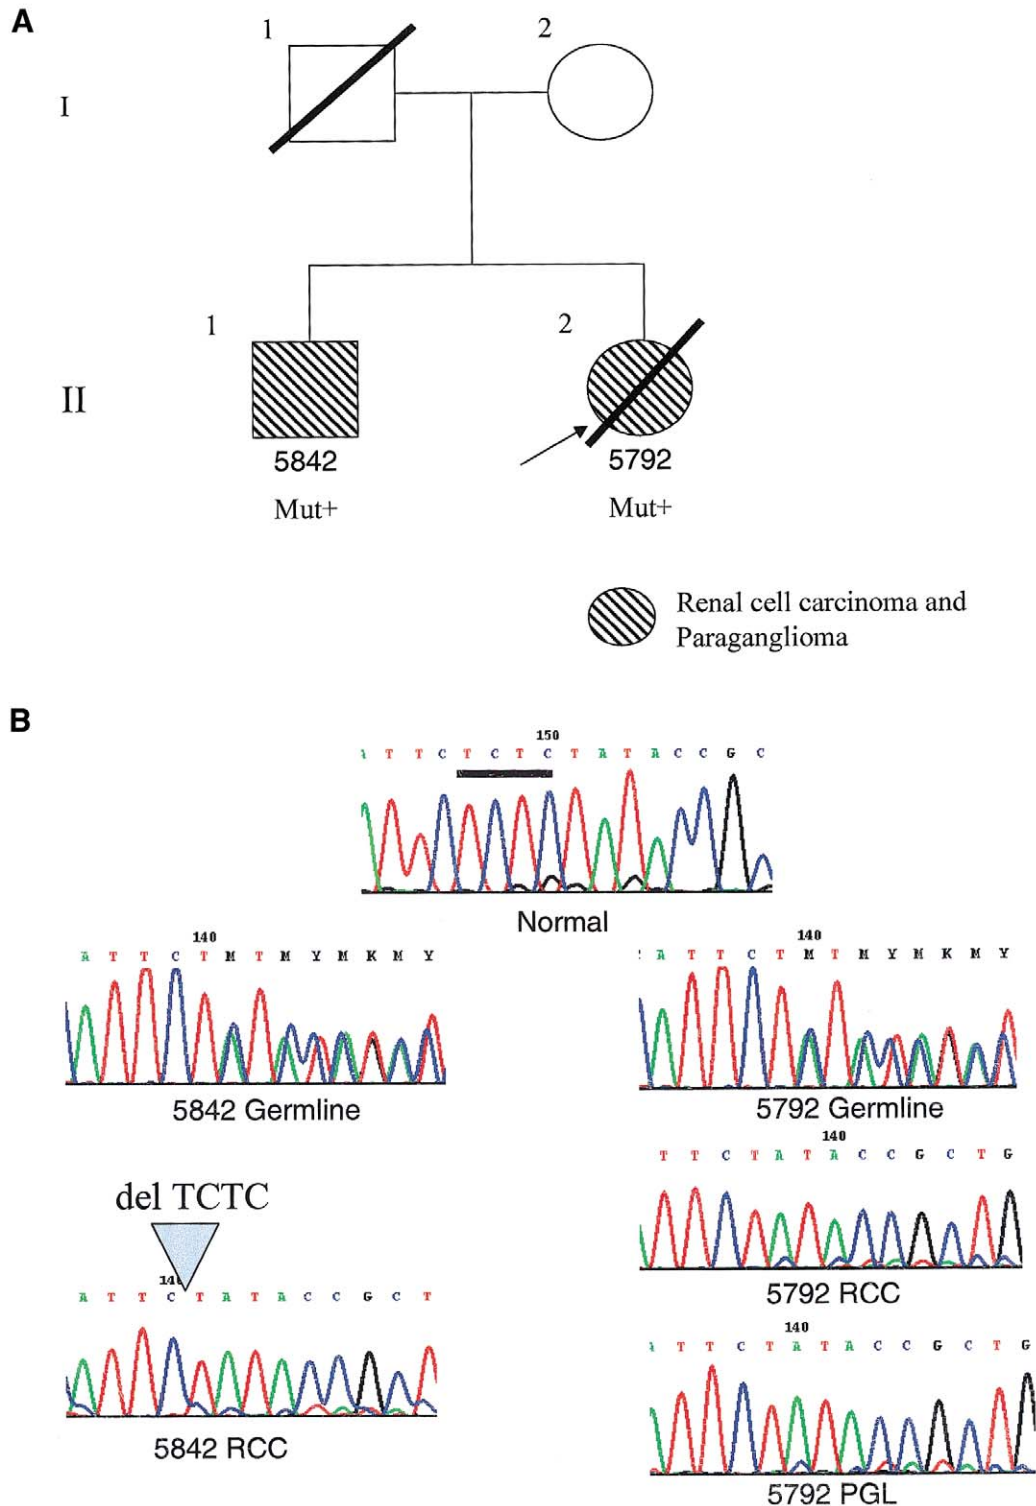 A
1
2
I
1
2
II
5842
5792
Mut+
Mut+
Renal cell carcinoma and
Paraganglioma
B
150
T T C T C T C T A T A C C G C
Normal
140
A T T C T M T M Y M K M Y
5842 Germline
140
A T T C T M T M Y M K M Y
5792 Germline
140
T T C T A T A C C G C T G
5792 RCC
del TCTC
140
A T T C T A T A C C G C T
5842 RCC
140
T T C T A T A C C G C T G
5792 PGL